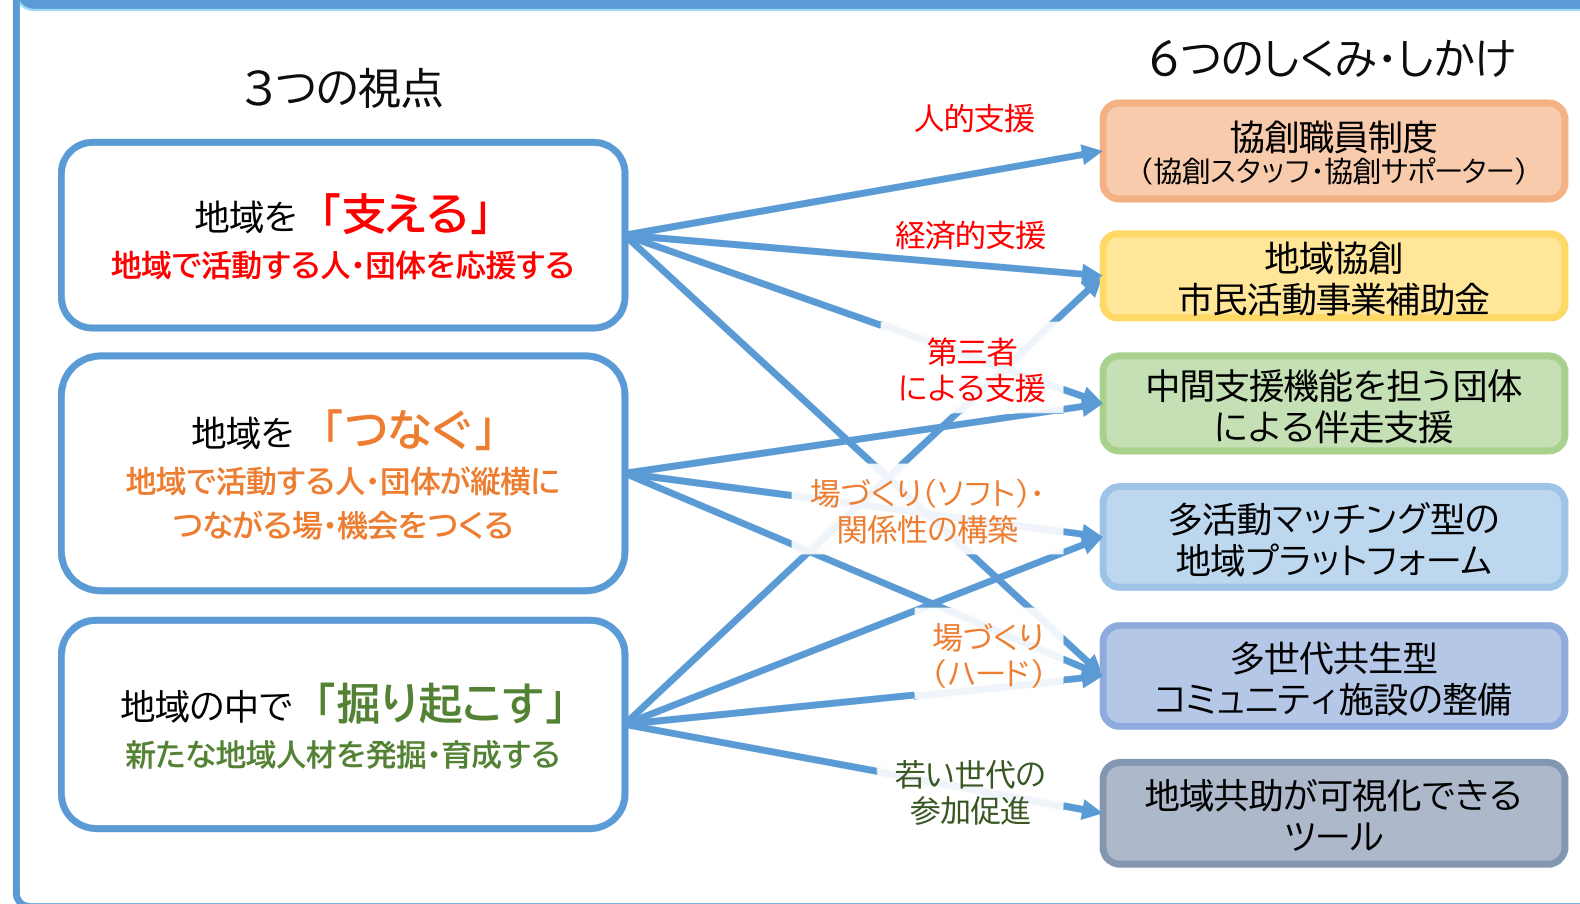 3つの視点
地域を「支える」
地域で活動する人・団体を応援する
地域を「つなぐ」
地域で活動する人・団体が縦横に
つながる場・機会をつくる
地域の中で「掘り起こす」
新たな地域人材を発掘・育成する
人的支援
経済的支援
第三者
による支援
場づくり(ソフト)・
関係性の構築
場づくり
(ハード)
若い世代の
参加促進
6つのしくみ・しかけ
協創職員制度
(協創スタッフ・協創サポーター)
地域協創
市民活動事業補助金
中間支援機能を担う団体
による伴走支援
多活動マッチング型の
地域プラットフォーム
多世代共生型
コミュニティ施設の整備
地域共助が可視化できる
ツール